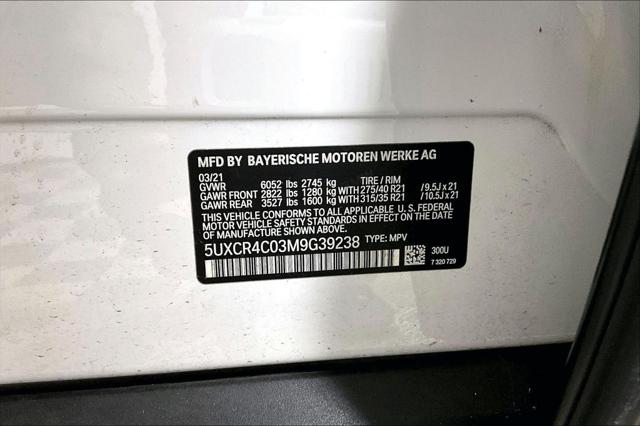 MFD BY BAYERISCHE MOTOREN WERKE AG
03/21 TIRE / RIM
GVWR 6052 lbs 2745 kg
GAWR FRONT 2822 lbs 1280 kg WITH 275/40 R21 /9.5J x 21
GAWR REAR 3527 lbs 1600 kg WITH 315/35 R21 /10.5J x 21
THIS VEHICLE CONFORMS TO ALL APPLICABLE U.S. FEDERAL
MOTOR VEHICLE SAFETY STANDARDS IN EFFECT ON THE DATE
OF MANUFACTURE SHOWN ABOVE.
5UXCR4C03M9G39238 TYPE: MPV
300U
7 320 729